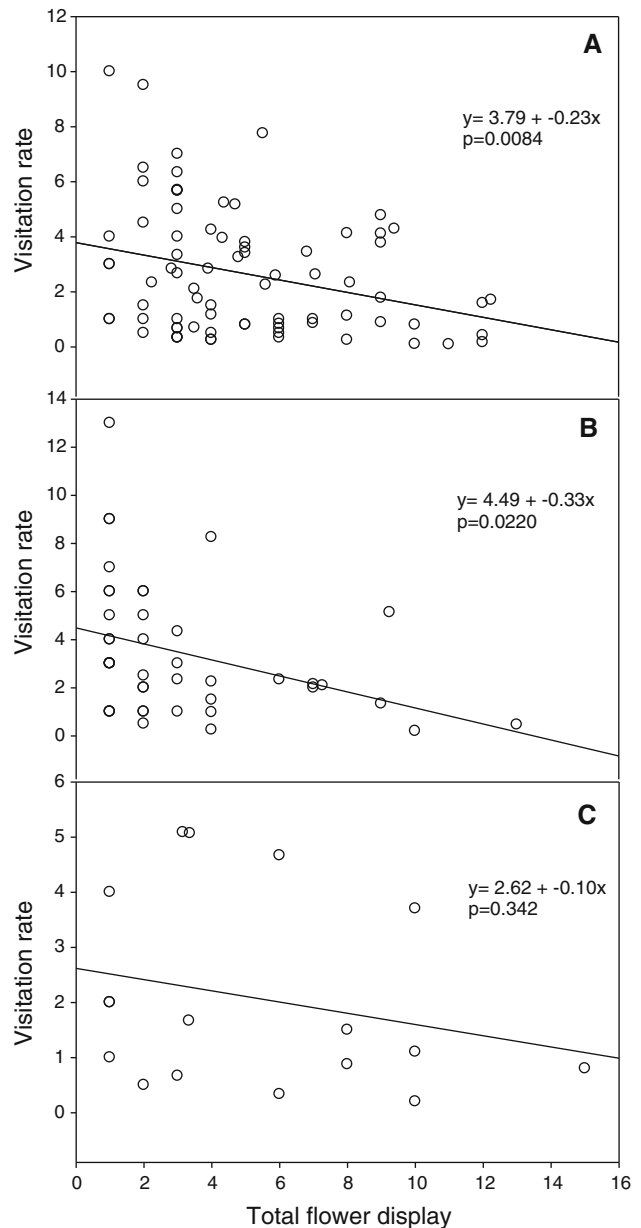 12
A
10
y= 3.79 + -0.23x
p=0.0084
8
6
4
2
0
Visitation rate
14
B
12
10
y= 4.49 + -0.33x
p=0.0220
8
6
4
2
0
Visitation rate
6
C
5
4
y= 2.62 + -0.10x
p=0.342
3
2
1
0
Visitation rate
0 2 4 6 8 10 12 14 16
Total flower display